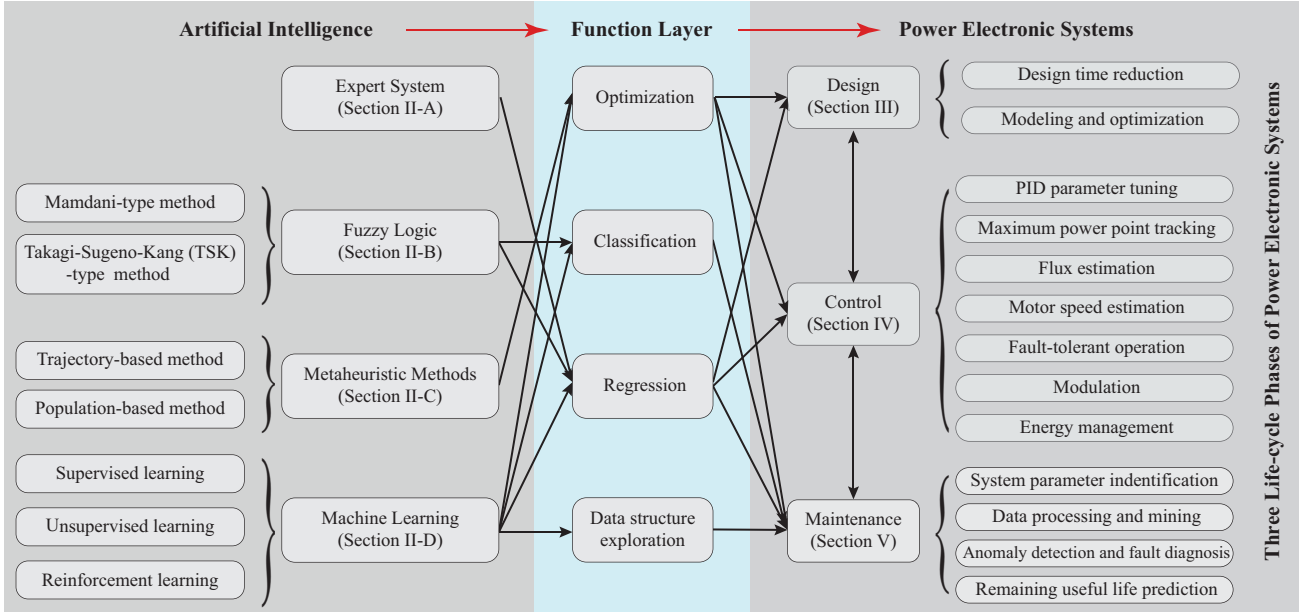 Artificial Intelligence
Function Layer
Power Electronic Systems
Expert System
(Section II-A)
Mamdani-type method
Takagi-Sugeno-Kang (TSK)
-type method
Fuzzy Logic
(Section II-B)
Trajectory-based method
Population-based method
Metaheuristic Methods
(Section II-C)
Supervised learning
Unsupervised learning
Reinforcement learning
Machine Learning
(Section II-D)
Optimization
Classification
Regression
Data structure
exploration
Design
(Section III)
Control
(Section IV)
Maintenance
(Section V)
Design time reduction
Modeling and optimization
PID parameter tuning
Maximum power point tracking
Flux estimation
Motor speed estimation
Fault-tolerant operation
Modulation
Energy management
System parameter indentification
Data processing and mining
Anomaly detection and fault diagnosis
Remaining useful life prediction
Three Life-cycle Phases of Power Electronic Systems